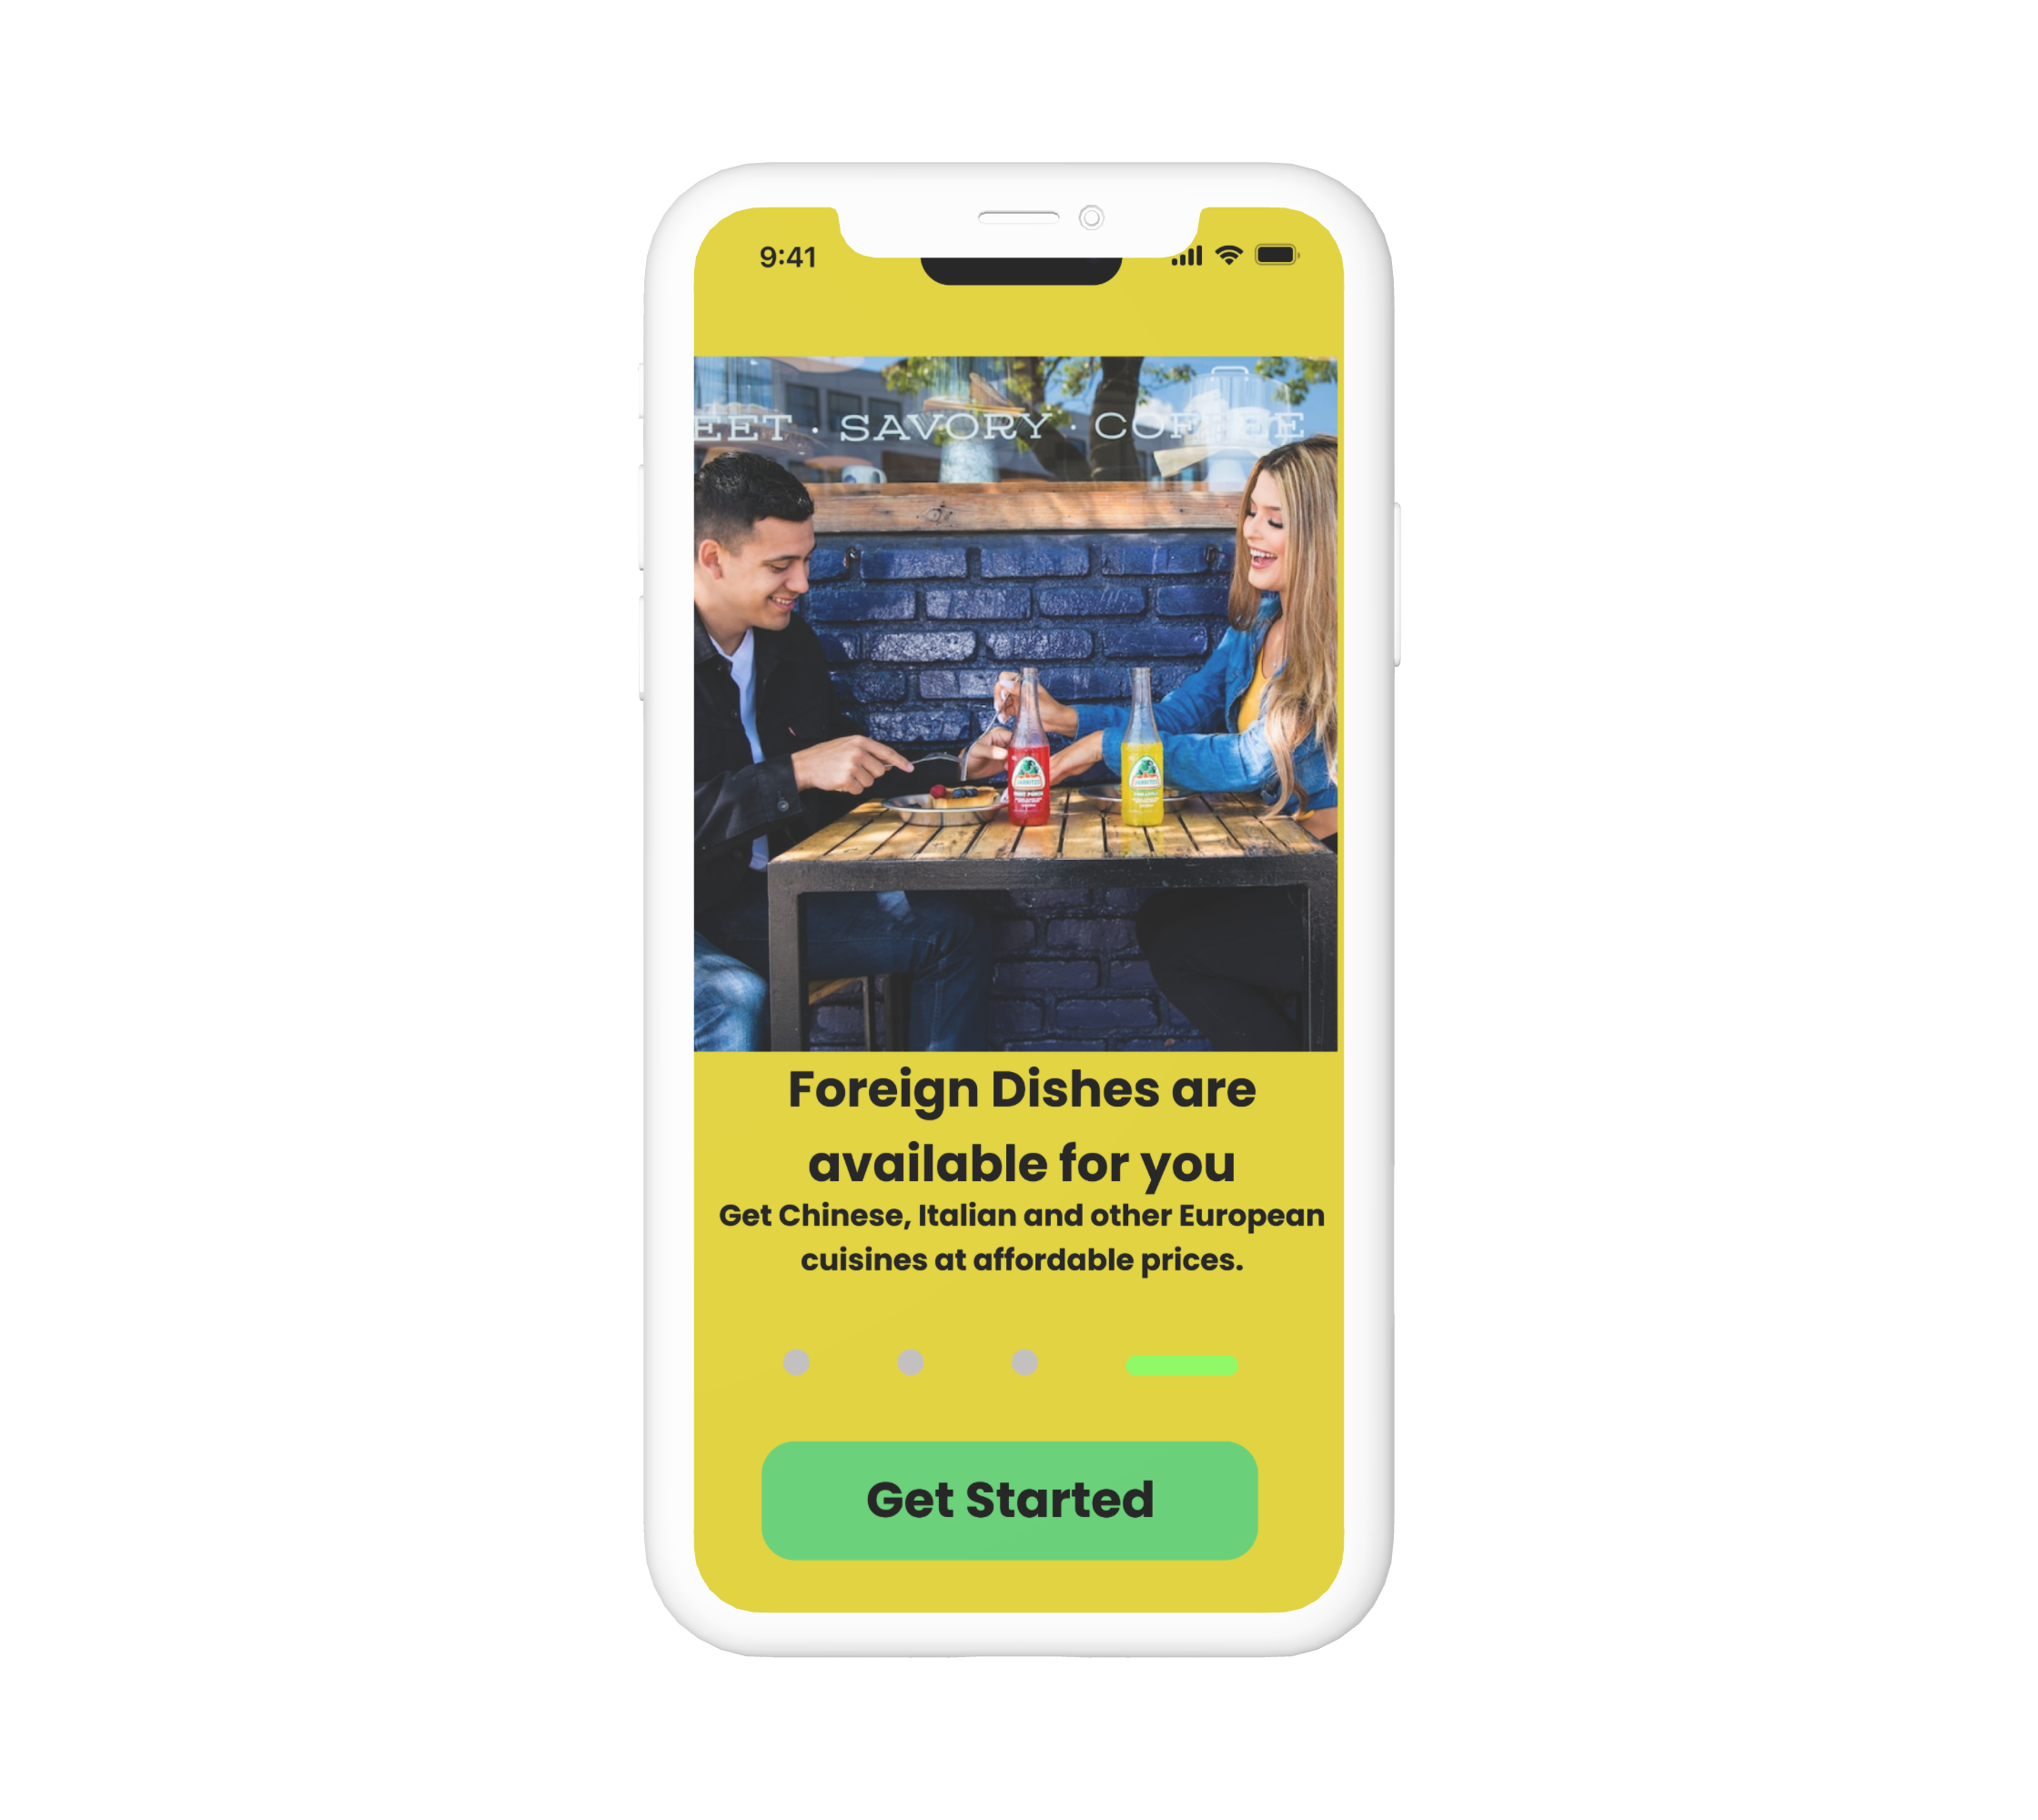 9:41
EET · SAVORY · COFFEE
Foreign Dishes are
available for you
Get Chinese, Italian and other European
cuisines at affordable prices.
Get Started